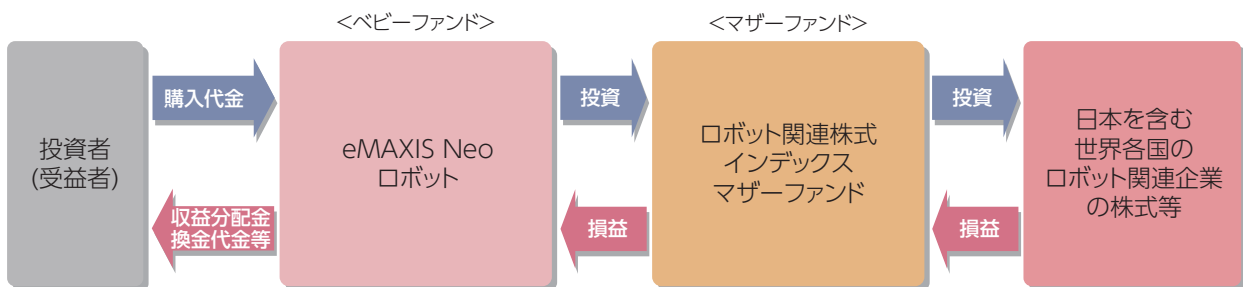 <ベビーファンド>
<マザーファンド>
投資者
(受益者)
購入代金
収益分配金
換金代金等
eMAXIS Neo
ロボット
投資
損益
ロボット関連株式
インデックス
マザーファンド
投資
損益
日本を含む
世界各国の
ロボット関連企業
の株式等